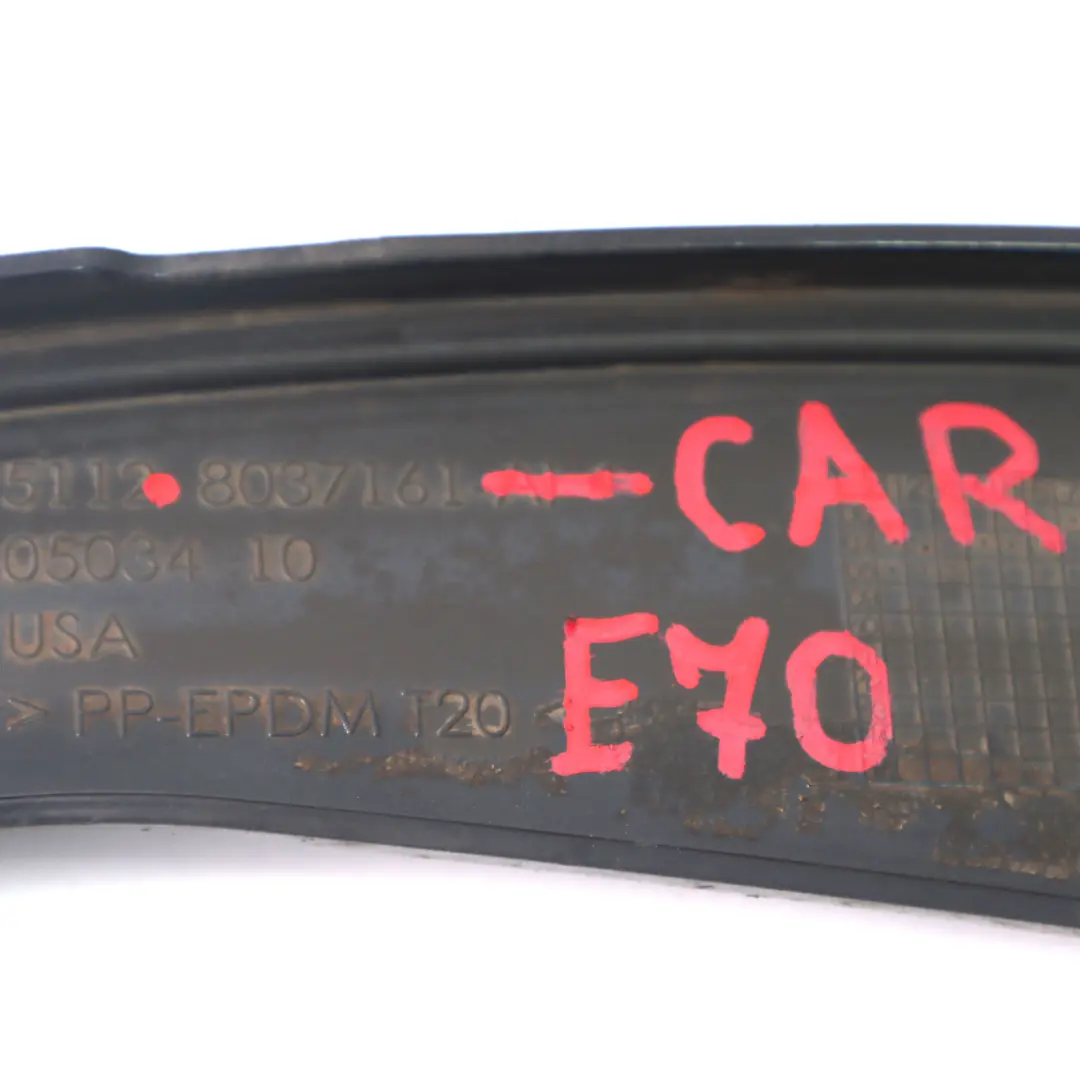 5112 8037161 - CAR
05034 10
USA
> PP-EPDM T20 <
E70